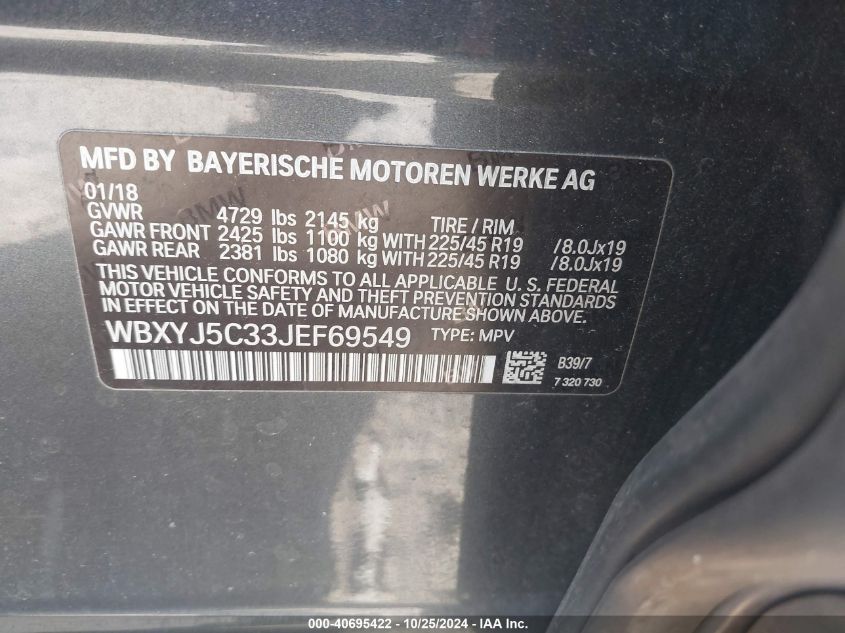 MFD BY BAYERISCHE MOTOREN WERKE AG
01/18
GVWR 4729 lbs 2145 kg TIRE / RIM
GAWR FRONT 2425 lbs 1100 kg WITH 225/45 R19 /8.0Jx19
GAWR REAR 2381 lbs 1080 kg WITH 225/45 R19 /8.0Jx19
THIS VEHICLE CONFORMS TO ALL APPLICABLE U. S. FEDERAL
MOTOR VEHICLE SAFETY AND THEFT PREVENTION STANDARDS
IN EFFECT ON THE DATE OF MANUFACTURE SHOWN ABOVE.
WBXYJ5C33JEF69549 TYPE: MPV
B39/7
7 320 730
000-40695422 - 10/25/2024 - IAA Inc.